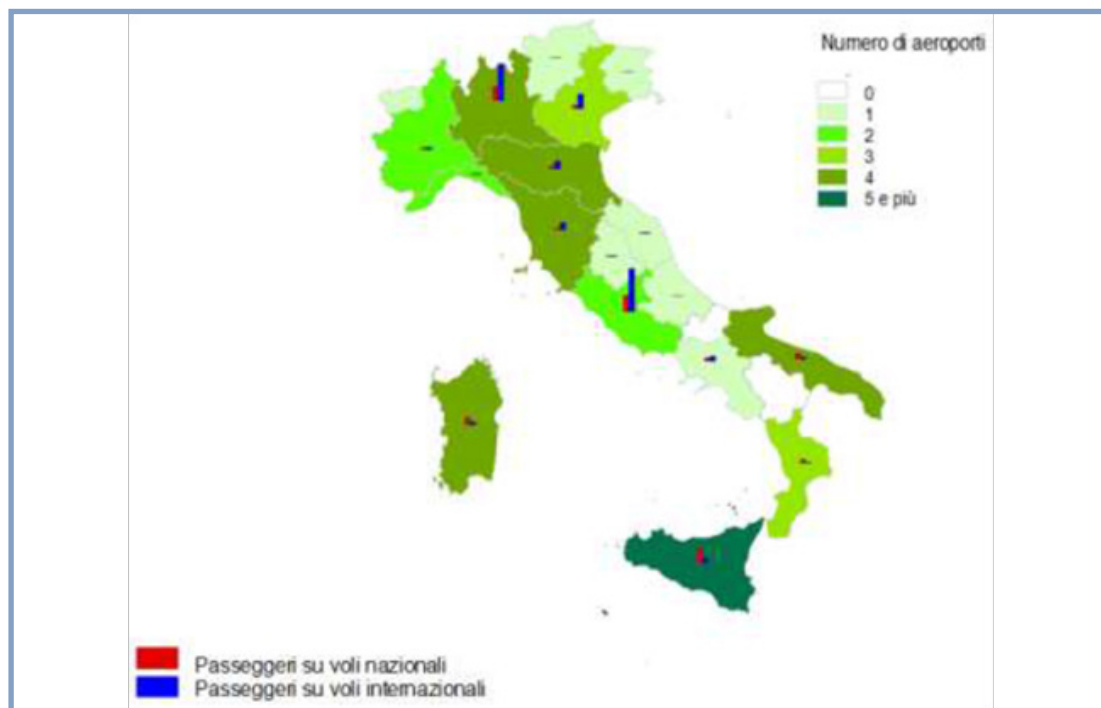 Numero di aeroporti
0
1
2
3
4
5 e più
Passeggeri su voli nazionali
Passeggeri su voli internazionali